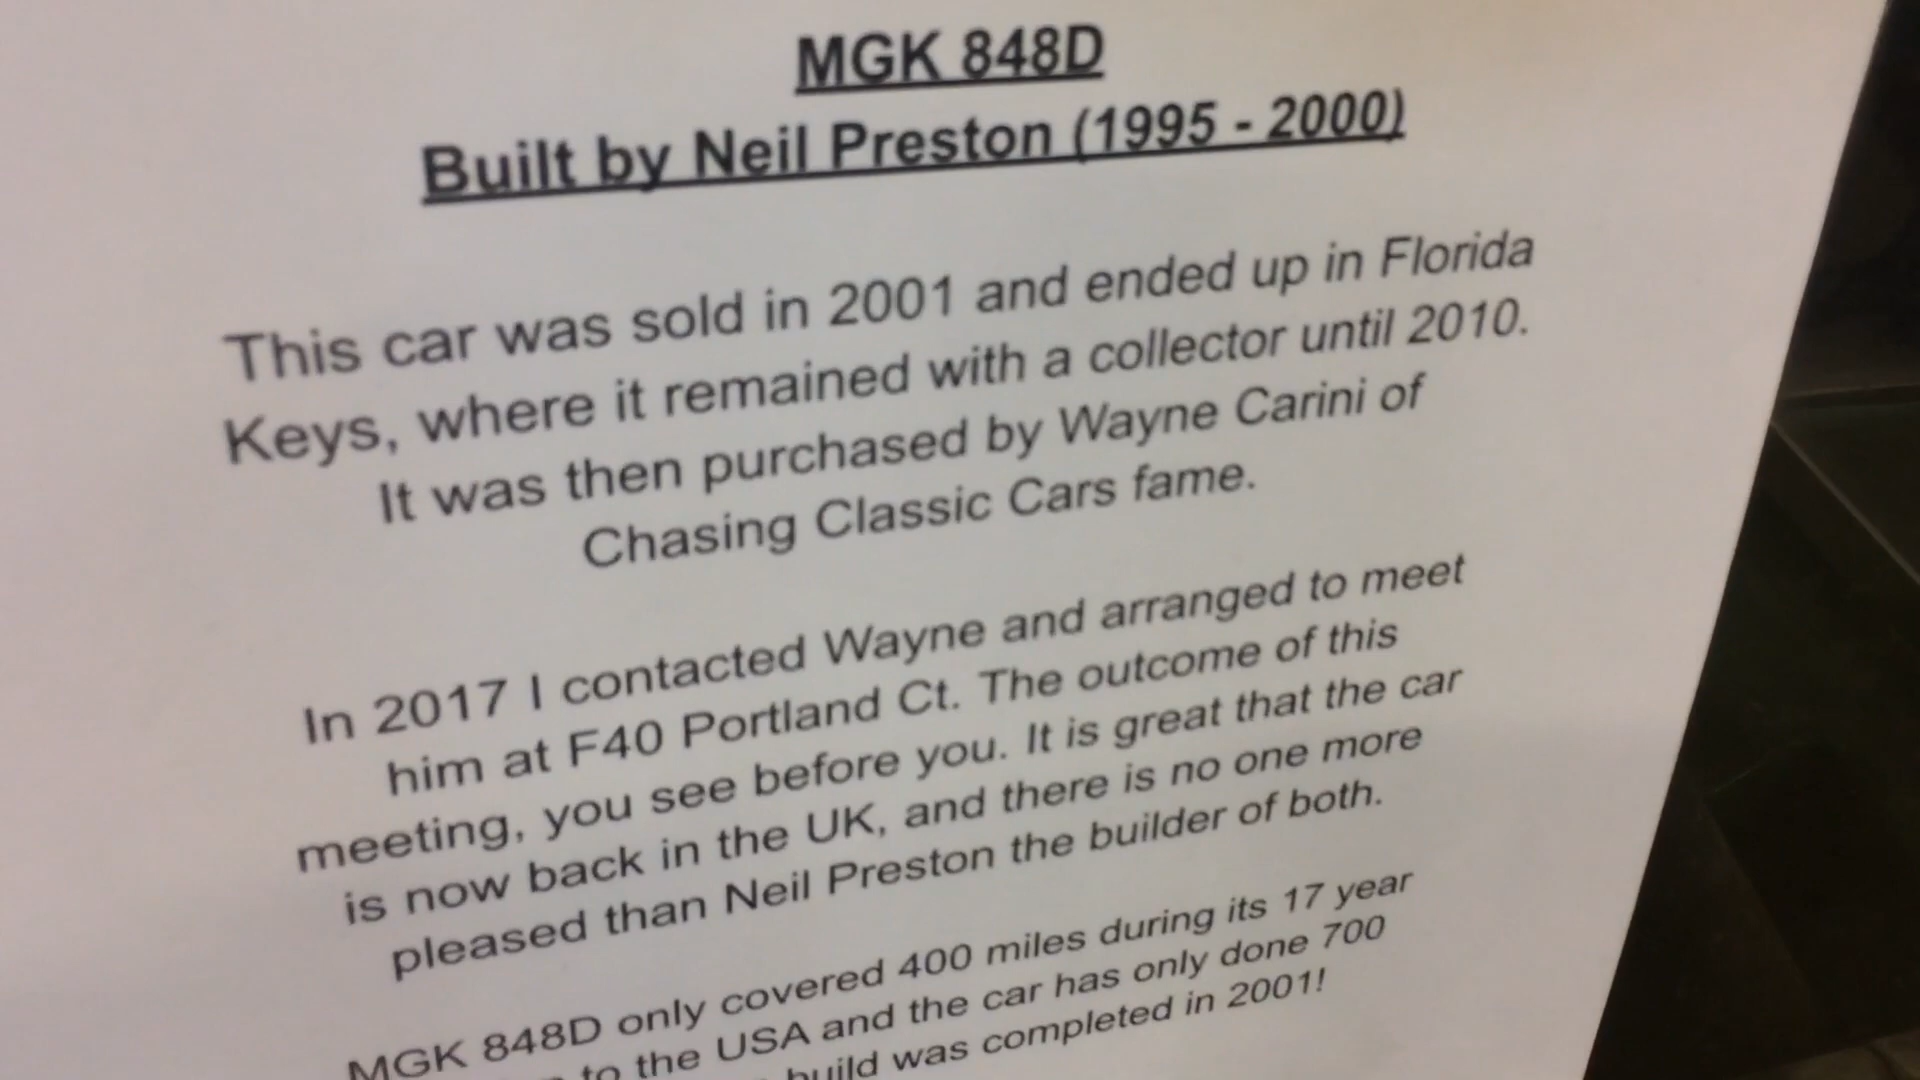 MGK 848D
Built by Neil Preston (1995 - 2000)
This car was sold in 2001 and ended up in Florida
Keys, where it remained with a collector until 2010.
It was then purchased by Wayne Carini of
Chasing Classic Cars fame.
In 2017 I contacted Wayne and arranged to meet
him at F40 Portland Ct. The outcome of this
meeting, you see before you. It is great that the car
is now back in the UK, and there is no one more
pleased than Neil Preston the builder of both.
MGK 848D only covered 400 miles during its 17 year
to the USA and the car has only done 700
build was completed in 2001!